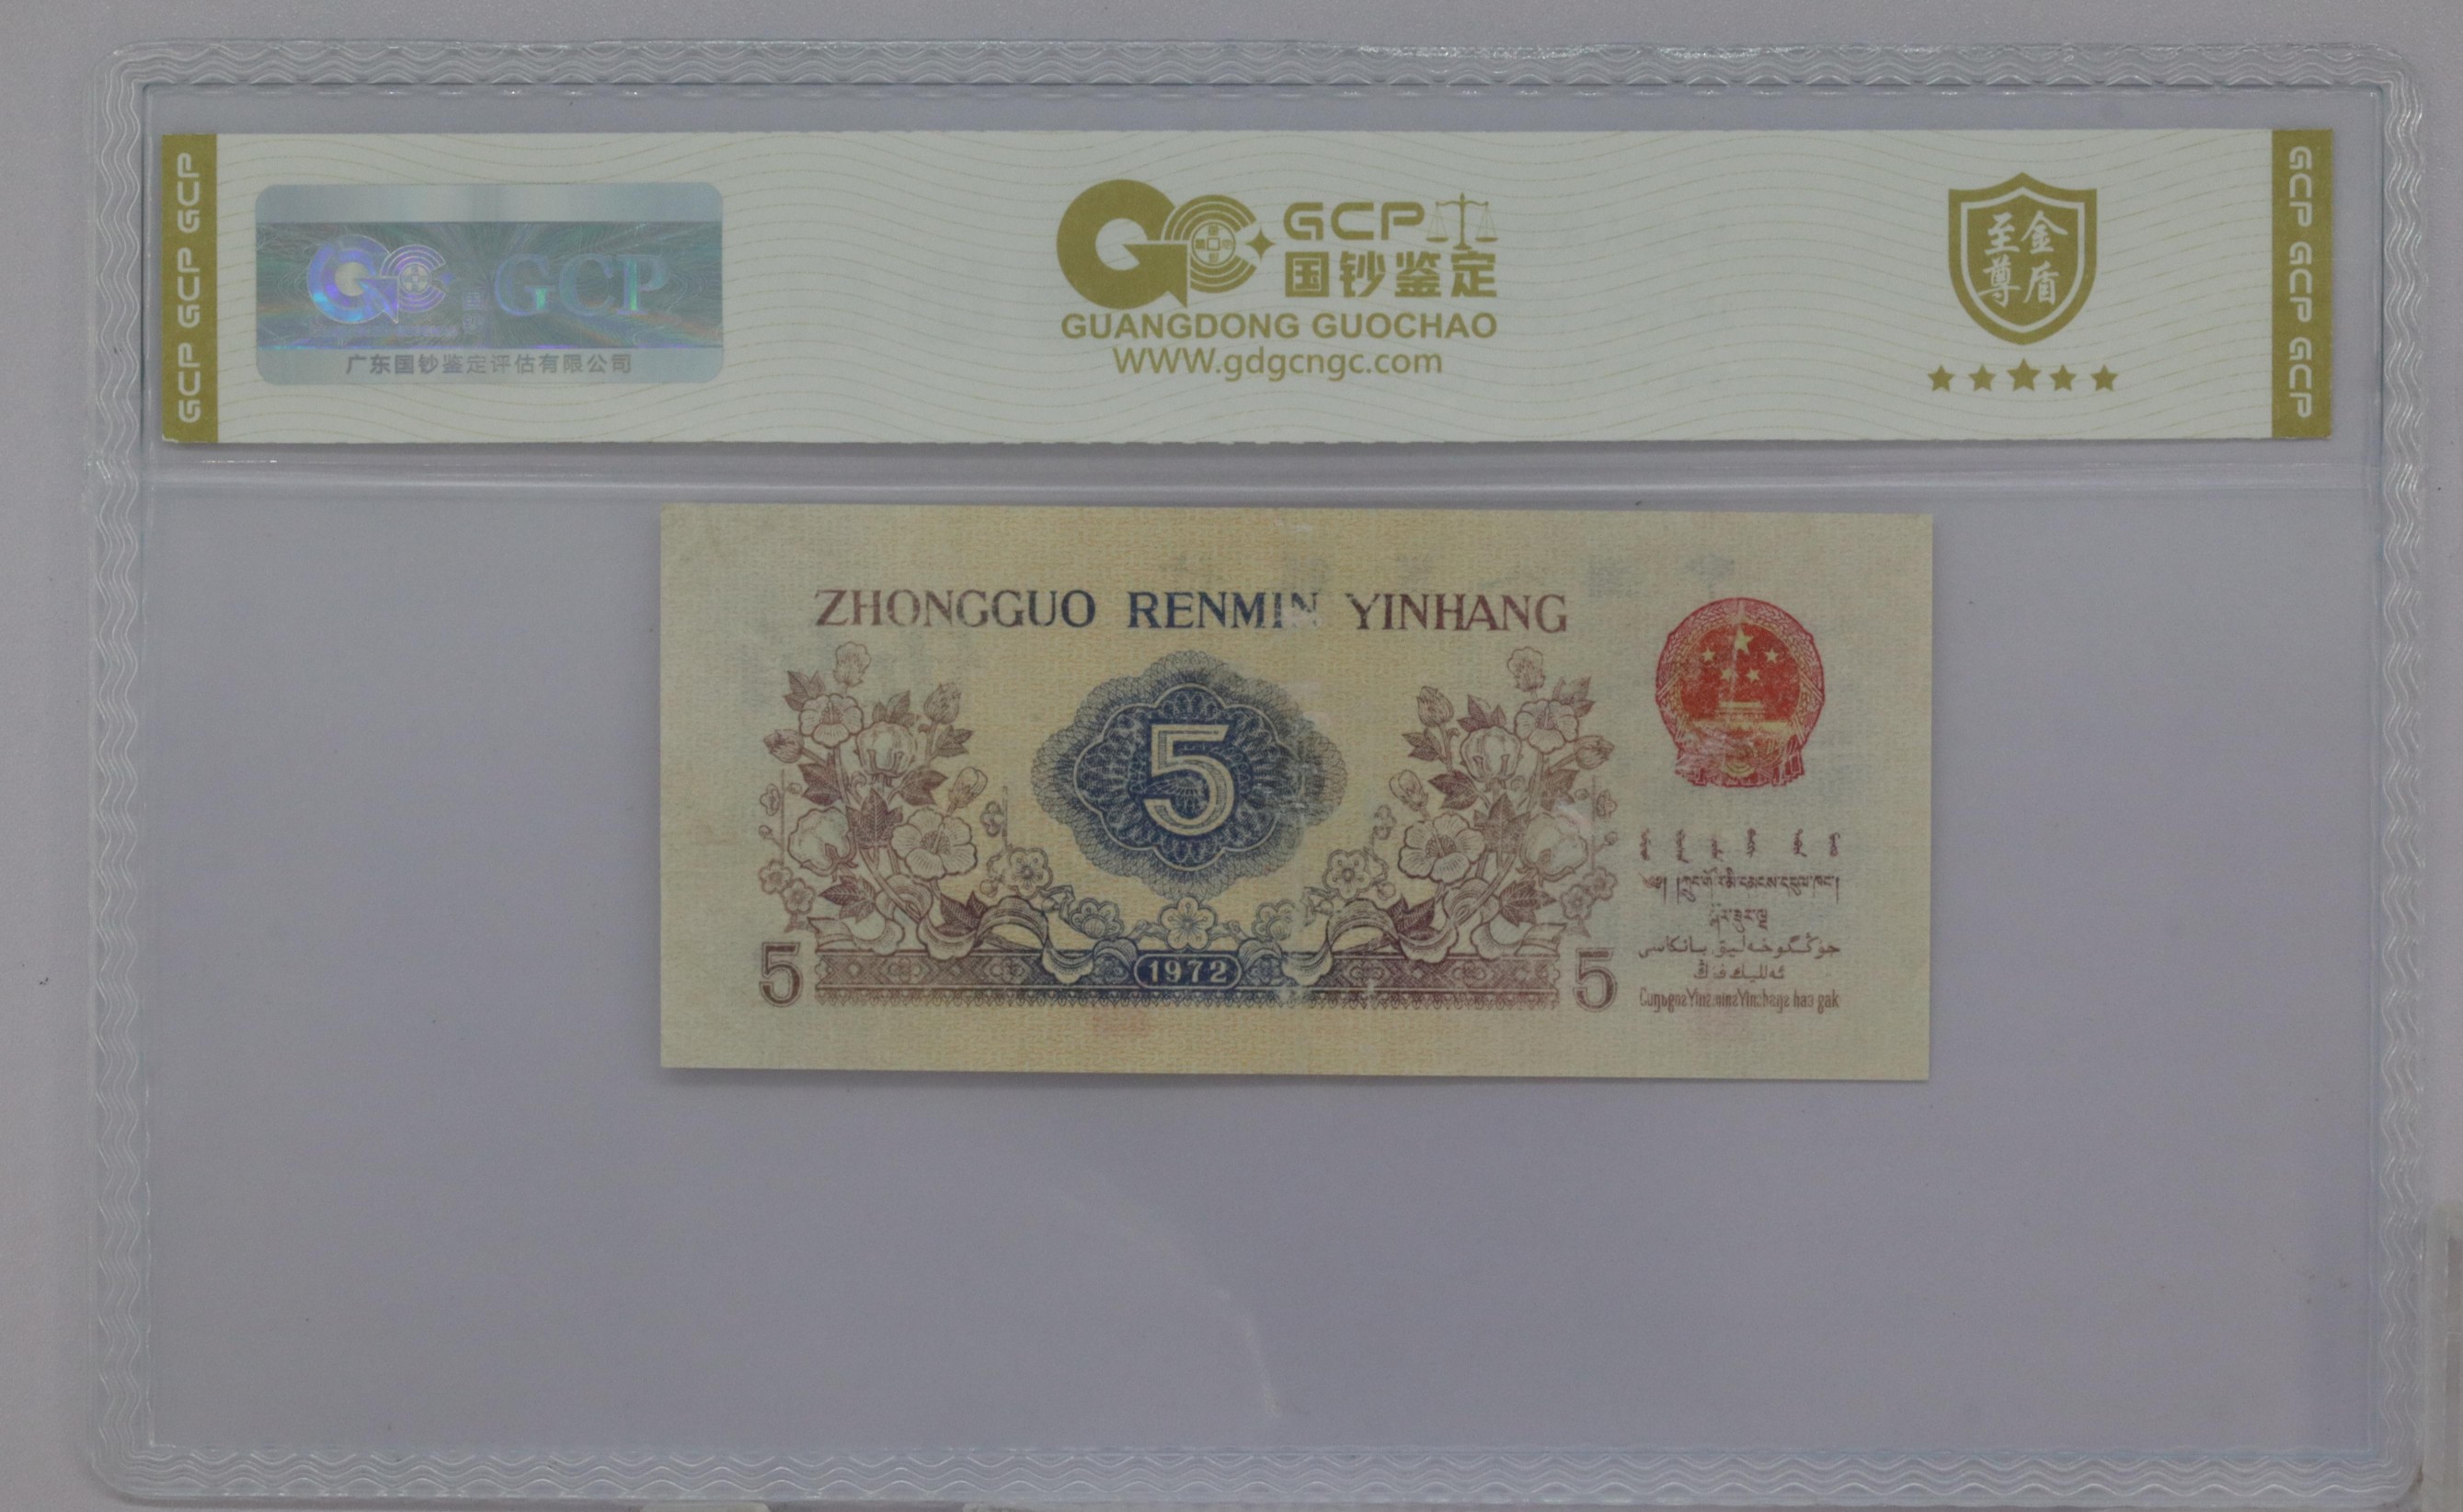 GCP GCP GCP
GCP
广东国钞鉴定评估有限公司
GCP
国钞鉴定
GUANGDONG GUOCHAO
WWW.gdgcngc.com
至金
尊盾
GCP GCP GCP
ZHONGGUO RENMIN YINHANG
5
5
1972
5
جۇڭگوخەلىق بانكاسى